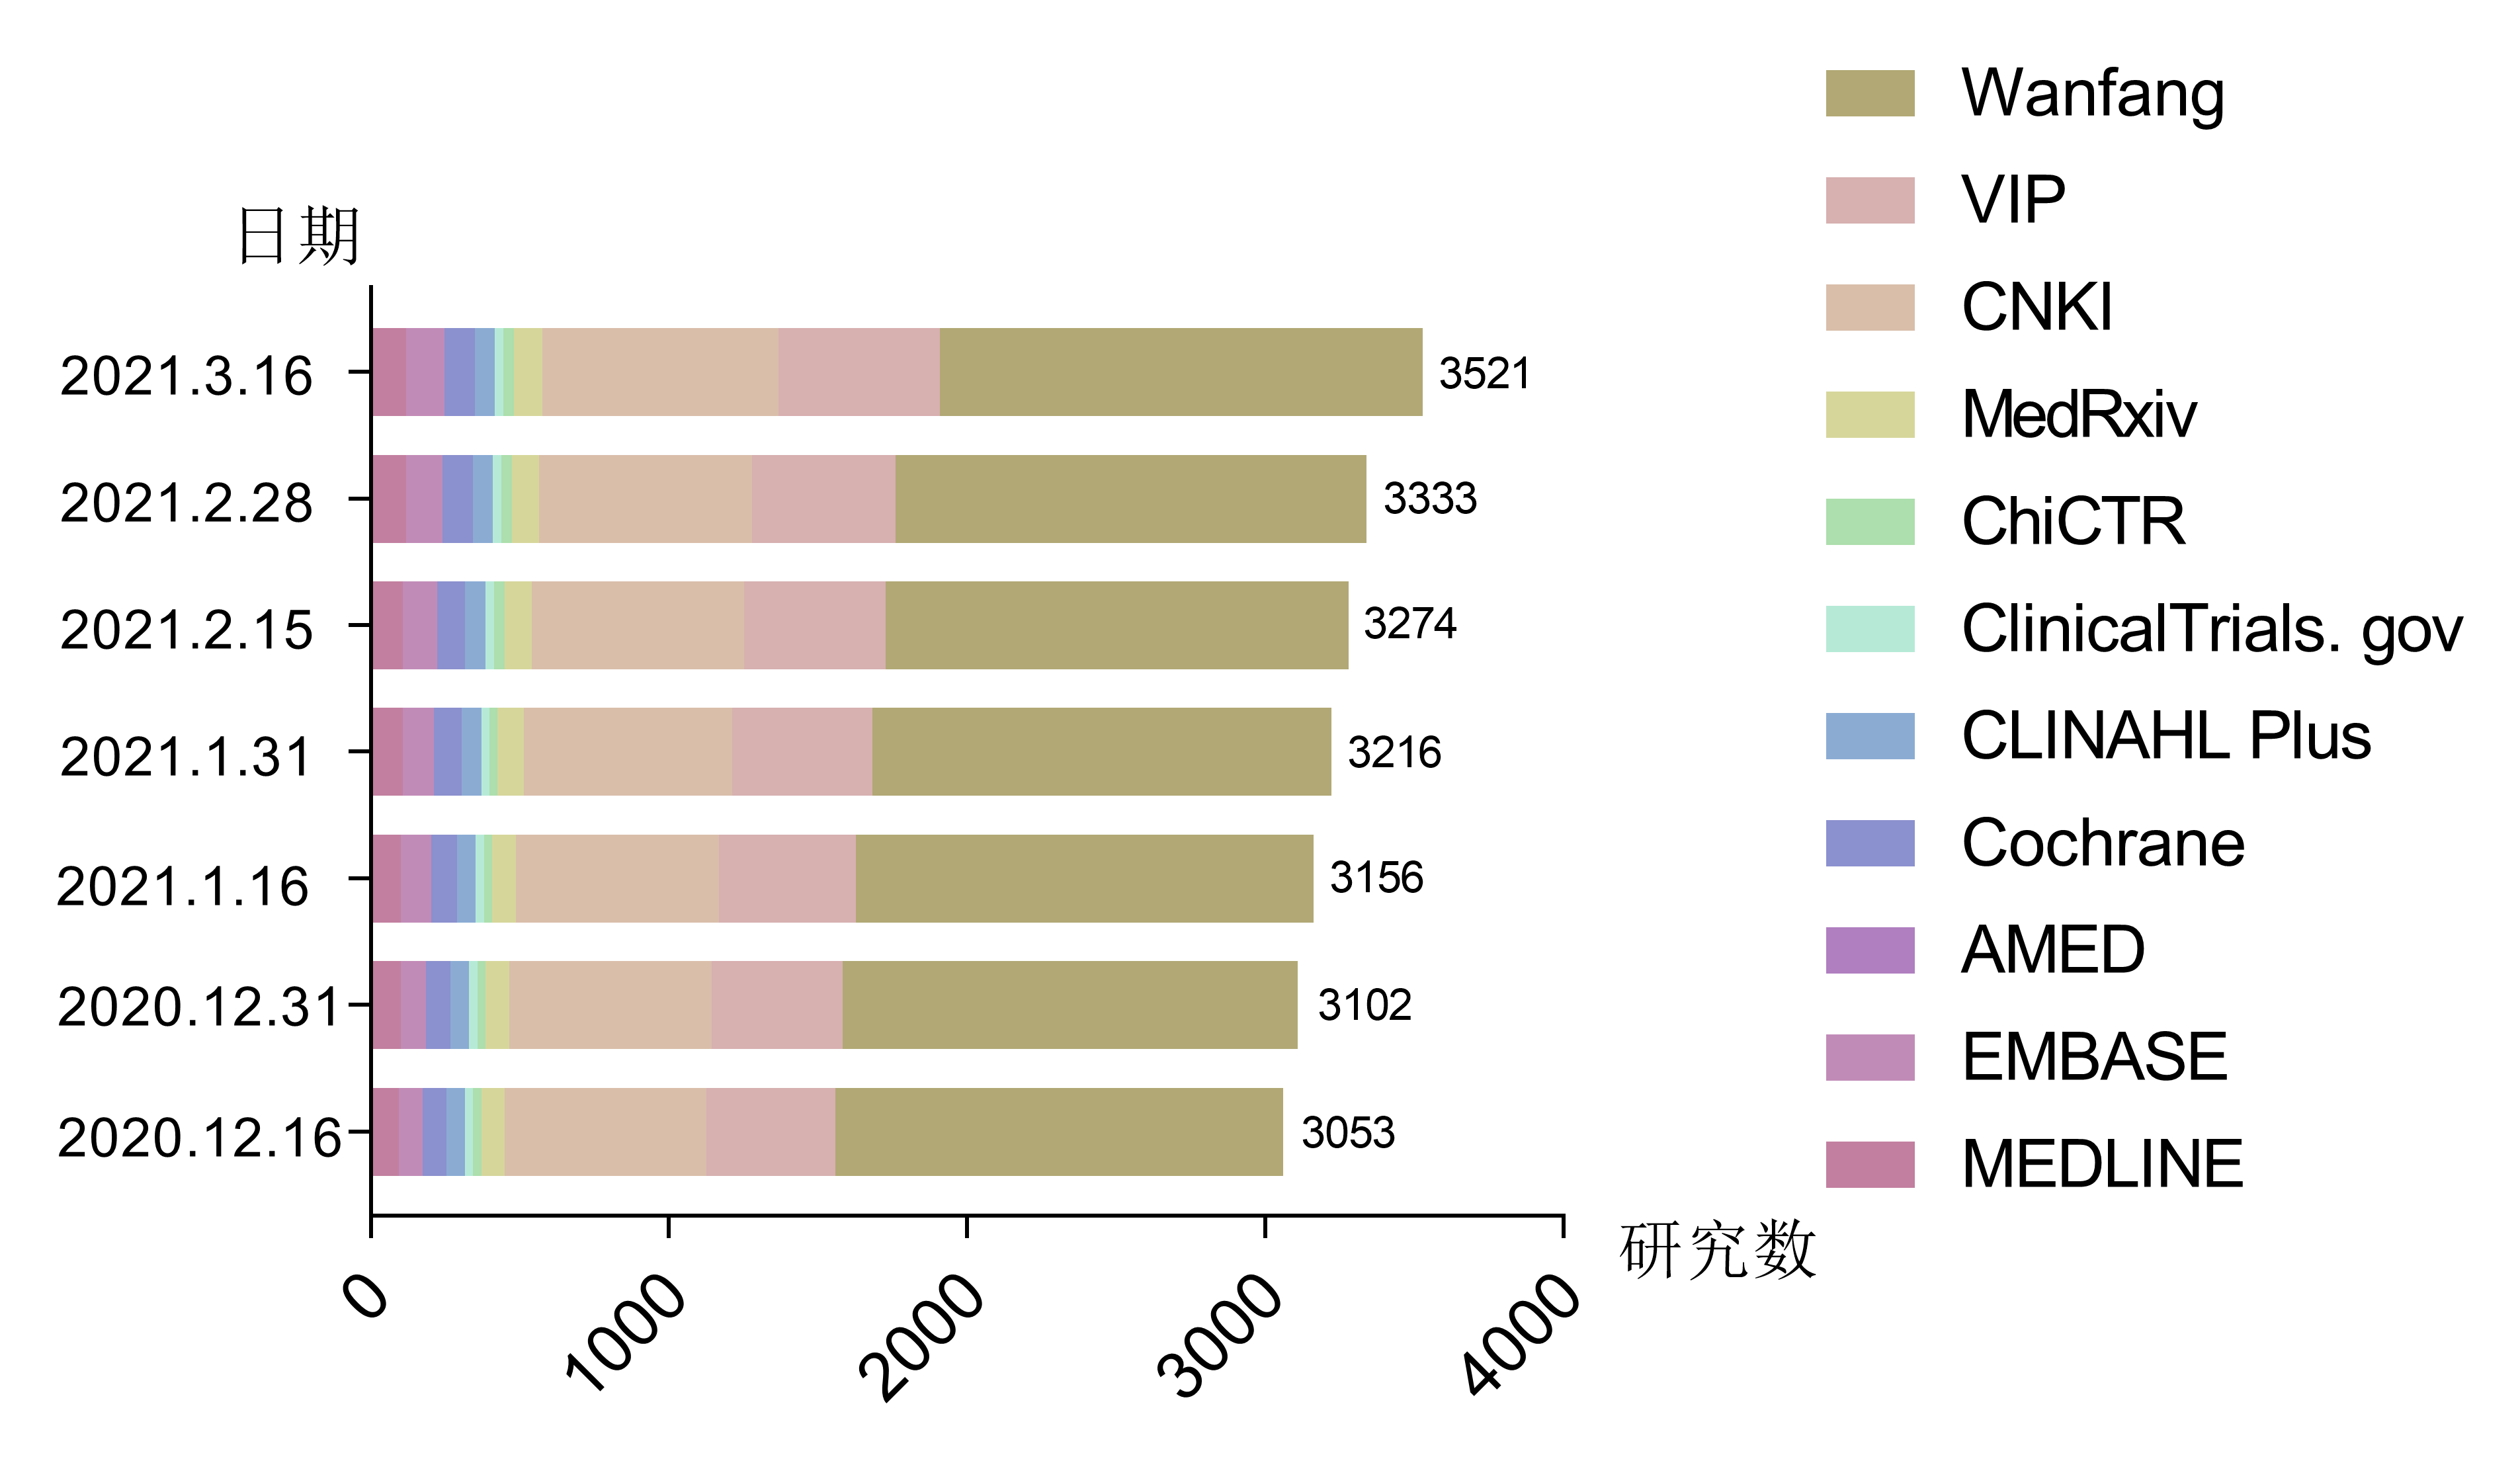 日期
2021.3.16
3521
2021.2.28
3333
2021.2.15
3274
2021.1.31
3216
2021.1.16
3156
2020.12.31
3102
2020.12.16
3053
0
1000
2000
3000
4000
研究数
Wanfang
VIP
CNKI
MedRxiv
ChiCTR
ClinicalTrials. gov
CLINAHL Plus
Cochrane
AMED
EMBASE
MEDLINE